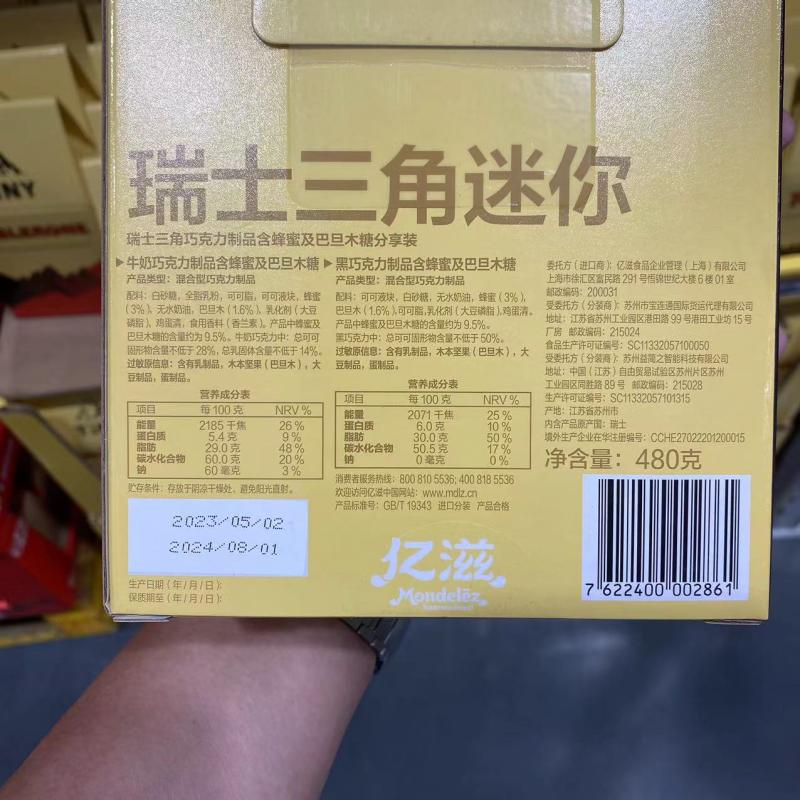 NY
瑞士三角迷你
瑞士三角巧克力制品含蜂蜜及巴旦木糖分享装
牛奶巧克力制品含蜂蜜及巴旦木糖
产品类型：混合型巧克力制品
配料：白砂糖，全脂乳粉，可可脂，可可液块，蜂蜜
（3%），无水奶油，巴旦木（1.6%），乳化剂（大豆
磷脂），鸡蛋清，食用香料（香兰素）。产品中蜂蜜及
巴旦木糖的含量约为9.5%。牛奶巧克力中：总可可
固形物含量不低于28%，总乳固体含量不低于14%。
过敏原信息：含有乳制品，木本坚果（巴旦木），大
豆制品，蛋制品。
营养成分表
项目 每100克 NRV %
能量 2185 千焦 26 %
蛋白质 5.4 克 9 %
脂肪 29.0 克 48 %
碳水化合物 60.0 克 20 %
钠 60 毫克 3 %
贮存条件：存放于阴凉干燥处，避免阳光直射。
2023/05/02
2024/08/01
生产日期（年/月/日）：
保质期至（年/月/日）：
黑巧克力制品含蜂蜜及巴旦木糖
产品类型：混合型巧克力制品
配料：可可液块，白砂糖，无水奶油，蜂蜜（3%），
巴旦木（1.6%），可可脂，乳化剂（大豆磷脂），鸡蛋清。
产品中蜂蜜及巴旦木糖的含量约为9.5%。
黑巧克力中：总可可固形物含量不低于50%。
过敏原信息：含有乳制品，木本坚果（巴旦木），大
豆制品，蛋制品。
营养成分表
项目 每100克 NRV %
能量 2071 千焦 25 %
蛋白质 6.0 克 10 %
脂肪 30.0 克 50 %
碳水化合物 50.5 克 17 %
钠 0 毫克 0 %
消费者服务热线：800 810 5536; 400 818 5536
欢迎访问亿滋中国网站：www.mdlz.cn
产品标准号：GB/T 19343 进口分装 产品合格
亿滋
Mondelēz
International
委托方（进口商）：亿滋食品企业管理（上海）有限公司
上海市徐汇区富民路291号悟锦世纪大楼6楼01室
邮政编码：200031
受委托方（分装商）：苏州市宝连通国际货运代理有限公司
地址：江苏省苏州工业园区港田路99号港田工业坊15号
厂房 邮政编码：215024
食品生产许可证编号：SC11332057100050
受委托方（分装商）：苏州益简之智能科技有限公司
地址：中国（江苏）自由贸易试验区苏州片区苏州
工业园区同胜路89号 邮政编码：215028
生产许可证编号：SC11332057101315
产地：江苏省苏州市
内含产品原产国：瑞士
境外生产企业在华注册编号：CCHE27022201200015
净含量：480克
7 622400 002861